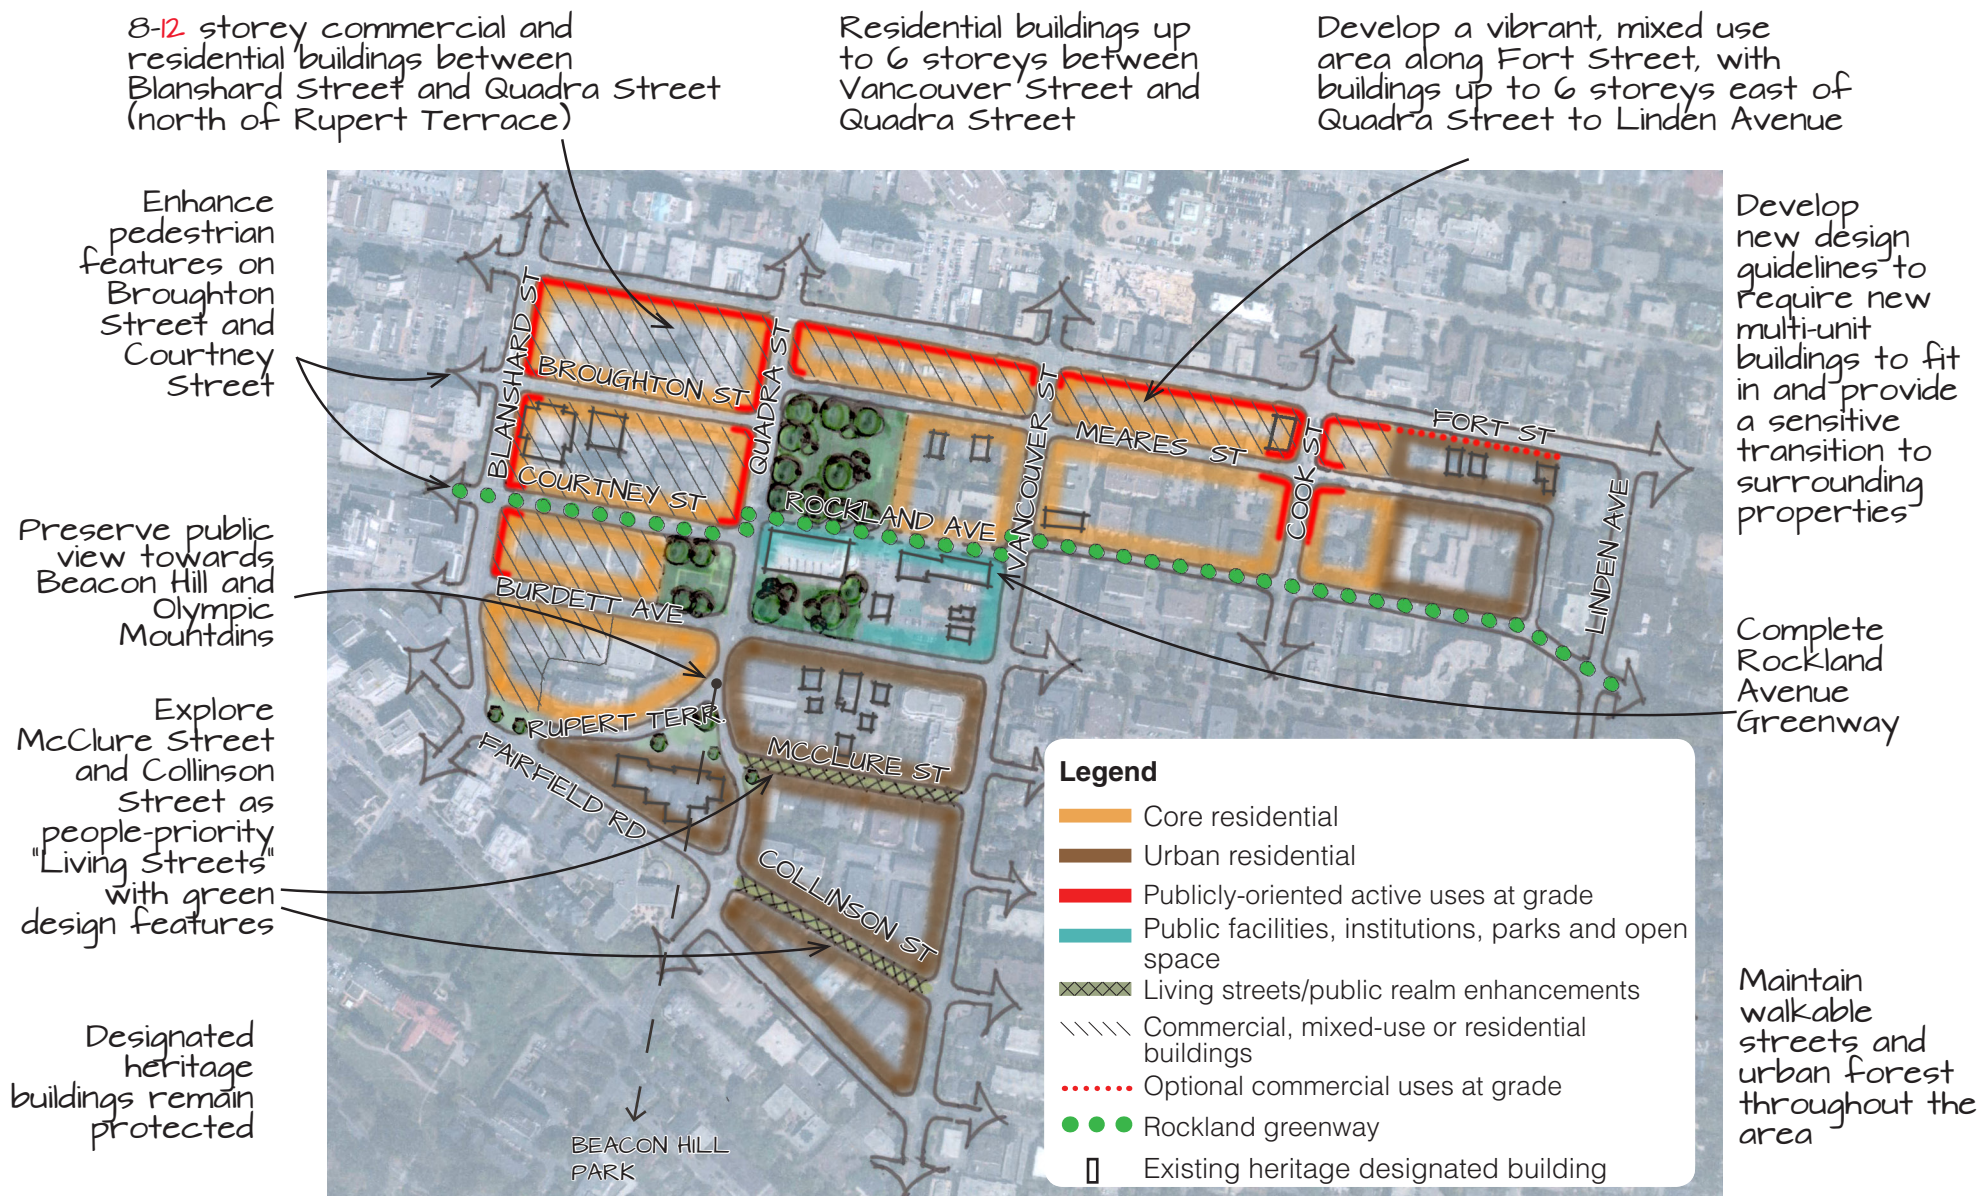 8-12 storey commercial and
residential buildings between
Blanshard Street and Quadra Street
(north of Rupert Terrace)
Residential buildings up
to 6 storeys between
Vancouver Street and
Quadra Street
Develop a vibrant, mixed use
area along Fort Street, with
buildings up to 6 storeys east of
Quadra Street to Linden Avenue
Enhance
pedestrian
features on
Broughton
Street and
Courtney
Street
Preserve public
view towards
Beacon Hill and
Olympic
Mountains
Explore
McClure Street
and Collinson
Street as
people-priority
"Living Streets"
with green
design features
Designated
heritage
buildings remain
protected
BLANSHARD ST
BROUGHTON ST
QUADRA ST
COURTNEY ST
ROCKLAND AVE
VANCOUVER ST
MEARES ST
COOK ST
FORT ST
LINDEN AVE
BURDETT AVE
RUPERT TERR.
FAIRFIELD RD
MCCLURE ST
COLLINSON ST
BEACON HILL
PARK
Develop
new design
guidelines to
require new
multi-unit
buildings to fit
in and provide
a sensitive
transition to
surrounding
properties
Complete
Rockland
Avenue
Greenway
Maintain
walkable
streets and
urban forest
throughout the
area
Legend
Core residential
Urban residential
Publicly-oriented active uses at grade
Public facilities, institutions, parks and open
space
Living streets/public realm enhancements
Commercial, mixed-use or residential
buildings
Optional commercial uses at grade
Rockland greenway
Existing heritage designated building